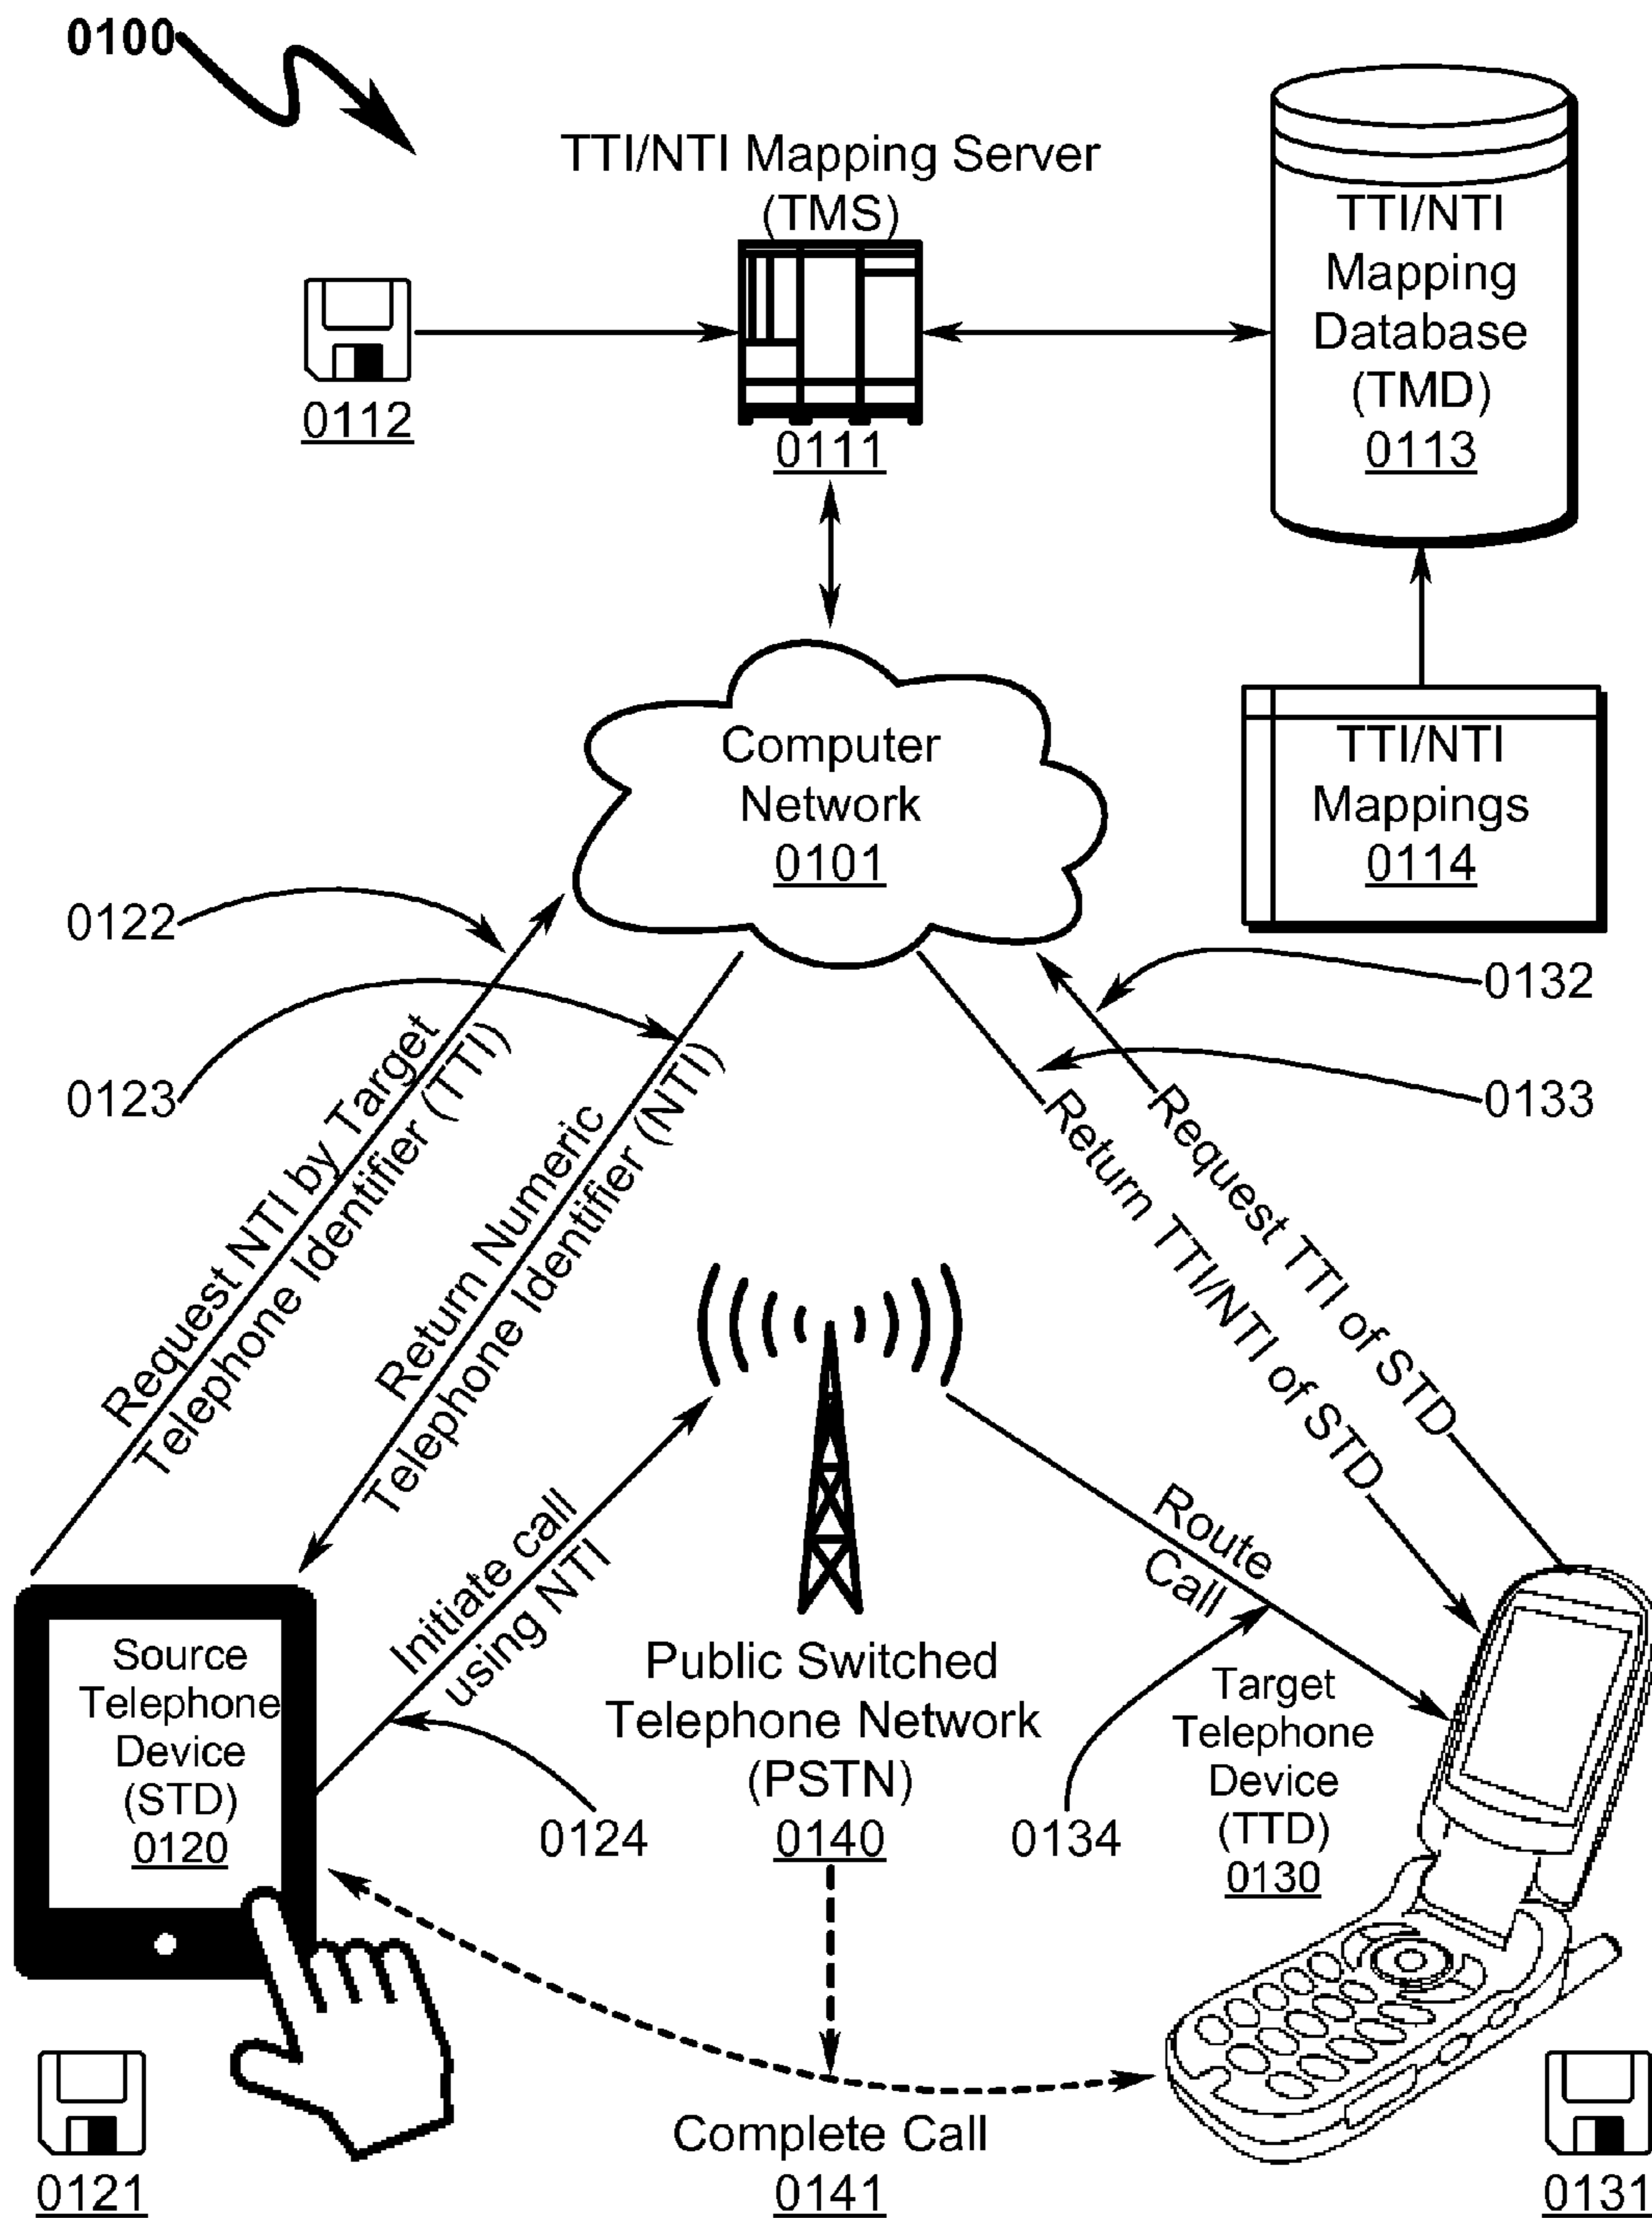 0100
TTI/NTI Mapping Server
(TMS)
0112
0111
TTI/NTI
Mapping
Database
(TMD)
0113
Computer
Network
0101
TTI/NTI
Mappings
0114
0122
0123
0132
0133
Request NTI by Target
Telephone Identifier (TTI)
Return Numeric
Telephone Identifier (NTI)
Return TTI/NTI of STD
Request TTI of STD
Initiate call
using NTI
Route
Call
Source
Telephone
Device
(STD)
0120
Public Switched
Telephone Network
(PSTN)
0140
0124
0134
Target
Telephone
Device
(TTD)
0130
Complete Call
0141
0121
0131